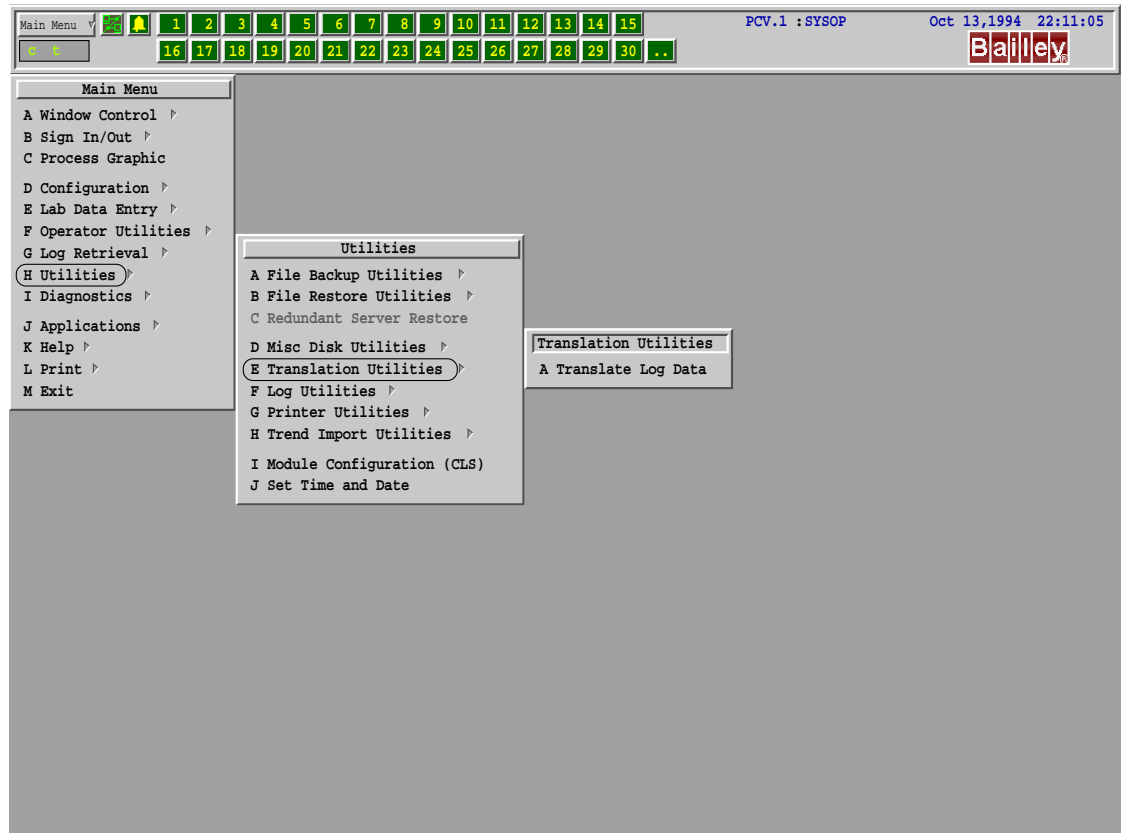 Main Menu 1 2 3 4 5 6 7 8 9 10 11 12 13 14 15 PCV.1 :SYSOP Oct 13,1994 22:11:05
c t 16 17 18 19 20 21 22 23 24 25 26 27 28 29 30 .. Bailey®
Main Menu
A Window Control
B Sign In/Out
C Process Graphic
D Configuration
E Lab Data Entry
F Operator Utilities
G Log Retrieval
H Utilities
I Diagnostics
J Applications
K Help
L Print
M Exit
Utilities
A File Backup Utilities
B File Restore Utilities
C Redundant Server Restore
D Misc Disk Utilities
E Translation Utilities
F Log Utilities
G Printer Utilities
H Trend Import Utilities
I Module Configuration (CLS)
J Set Time and Date
Translation Utilities
A Translate Log Data